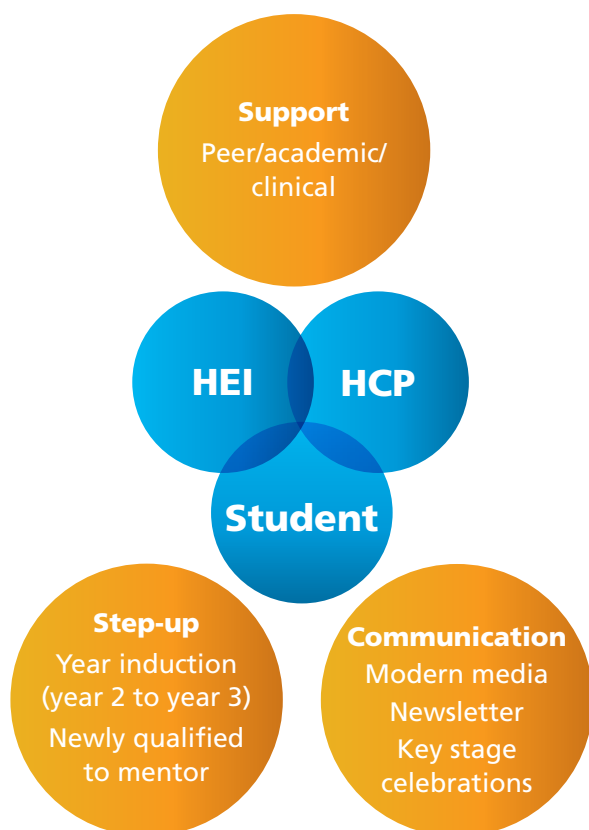 Support
Peer/academic/
clinical
HEI
HCP
Student
Step-up
Year induction
(year 2 to year 3)
Newly qualified
to mentor
Communication
Modern media
Newsletter
Key stage
celebrations